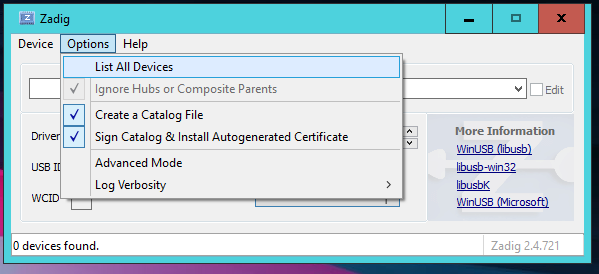 Zadig
Device Options Help
List All Devices
Ignore Hubs or Composite Parents
Edit
Create a Catalog File
Sign Catalog & Install Autogenerated Certificate
Advanced Mode
Log Verbosity
Driver
USB ID
WCID
More Information
WinUSB (libusb)
libusb-win32
libusbK
WinUSB (Microsoft)
0 devices found.
Zadig 2.4.721